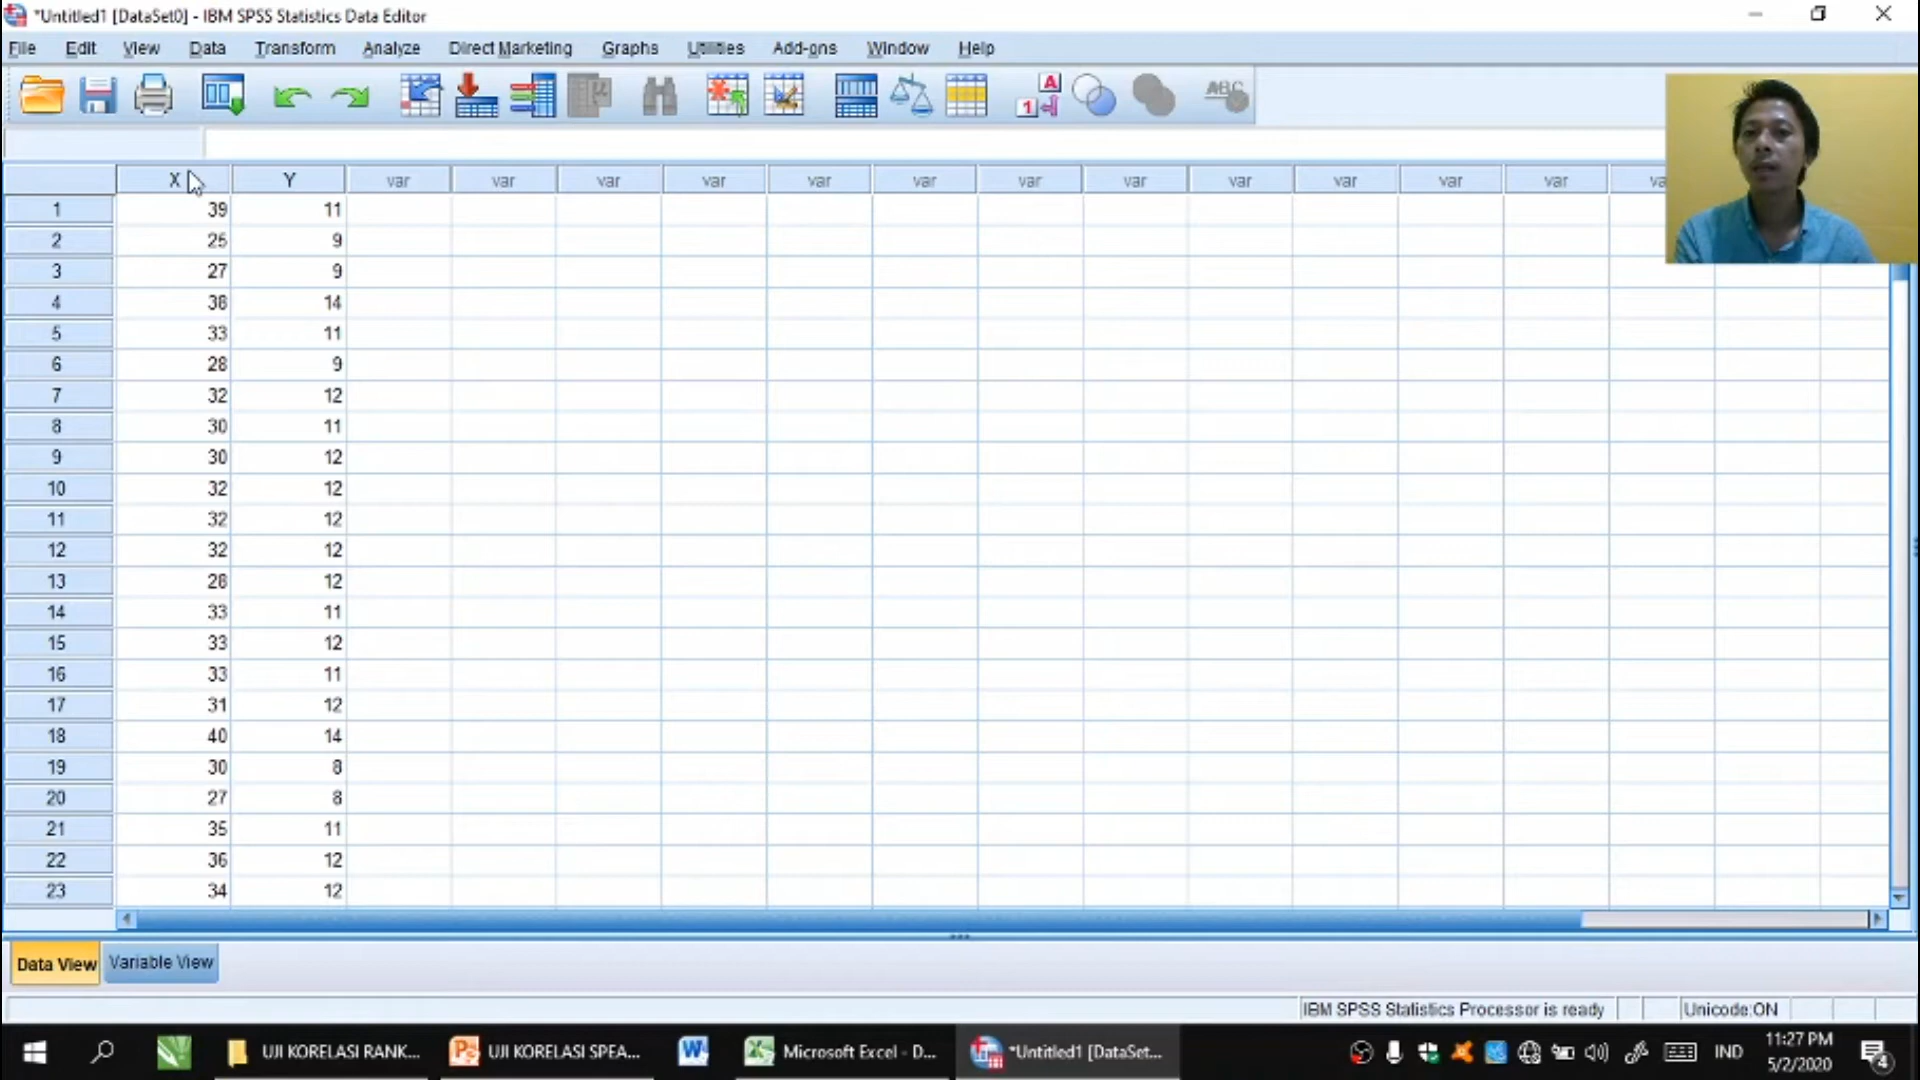 *Untitled1 [DataSet0] - IBM SPSS Statistics Data Editor
File Edit View Data Transform Analyze Direct Marketing Graphs Utilities Add-ons Window Help
X Y var var var var var var var var var var var var va
1 39 11
2 25 9
3 27 9
4 38 14
5 33 11
6 28 9
7 32 12
8 30 11
9 30 12
10 32 12
11 32 12
12 32 12
13 28 12
14 33 11
15 33 12
16 33 11
17 31 12
18 40 14
19 30 8
20 27 8
21 35 11
22 36 12
23 34 12
Data View Variable View
IBM SPSS Statistics Processor is ready Unicode:ON
UJI KORELASI RANK... UJI KORELASI SPEA... Microsoft Excel - D... *Untitled1 [DataSet... IND 11:27 PM
5/2/2020 4